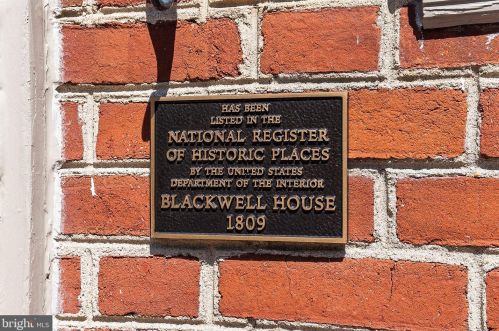 HAS BEEN
LISTED IN THE
NATIONAL REGISTER
OF HISTORIC PLACES
BY THE UNITED STATES
DEPARTMENT OF THE INTERIOR
BLACKWELL HOUSE
1809
bright MLS